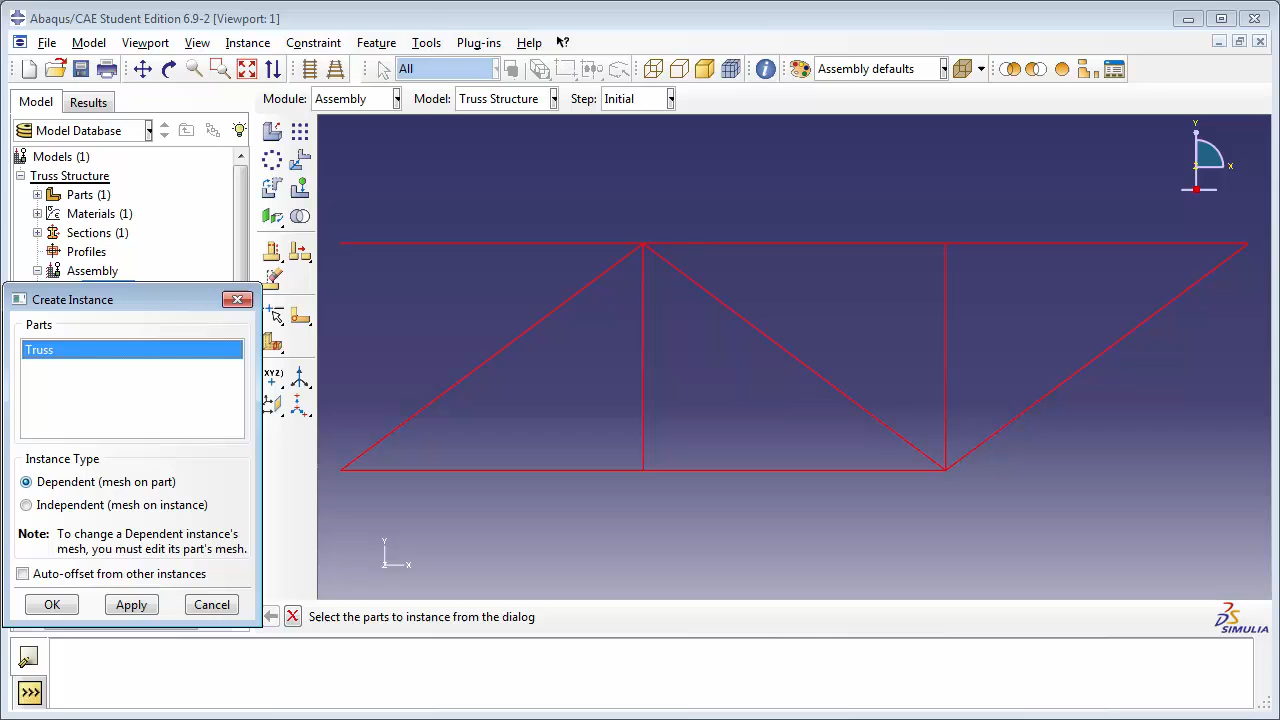 Abaqus/CAE Student Edition 6.9-2 [Viewport: 1]
File Model Viewport View Instance Constraint Feature Tools Plug-ins Help
All Assembly defaults
Model Results Module: Assembly Model: Truss Structure Step: Initial
Model Database
Models (1)
Truss Structure
Parts (1)
Materials (1)
Sections (1)
Profiles
Assembly
Create Instance
Parts
Truss
Instance Type
Dependent (mesh on part)
Independent (mesh on instance)
Note: To change a Dependent instance's
mesh, you must edit its part's mesh.
Auto-offset from other instances
OK Apply Cancel
XYZ)
Y
X
Z
Y
Z X
Select the parts to instance from the dialog
SIMULIA
>>>